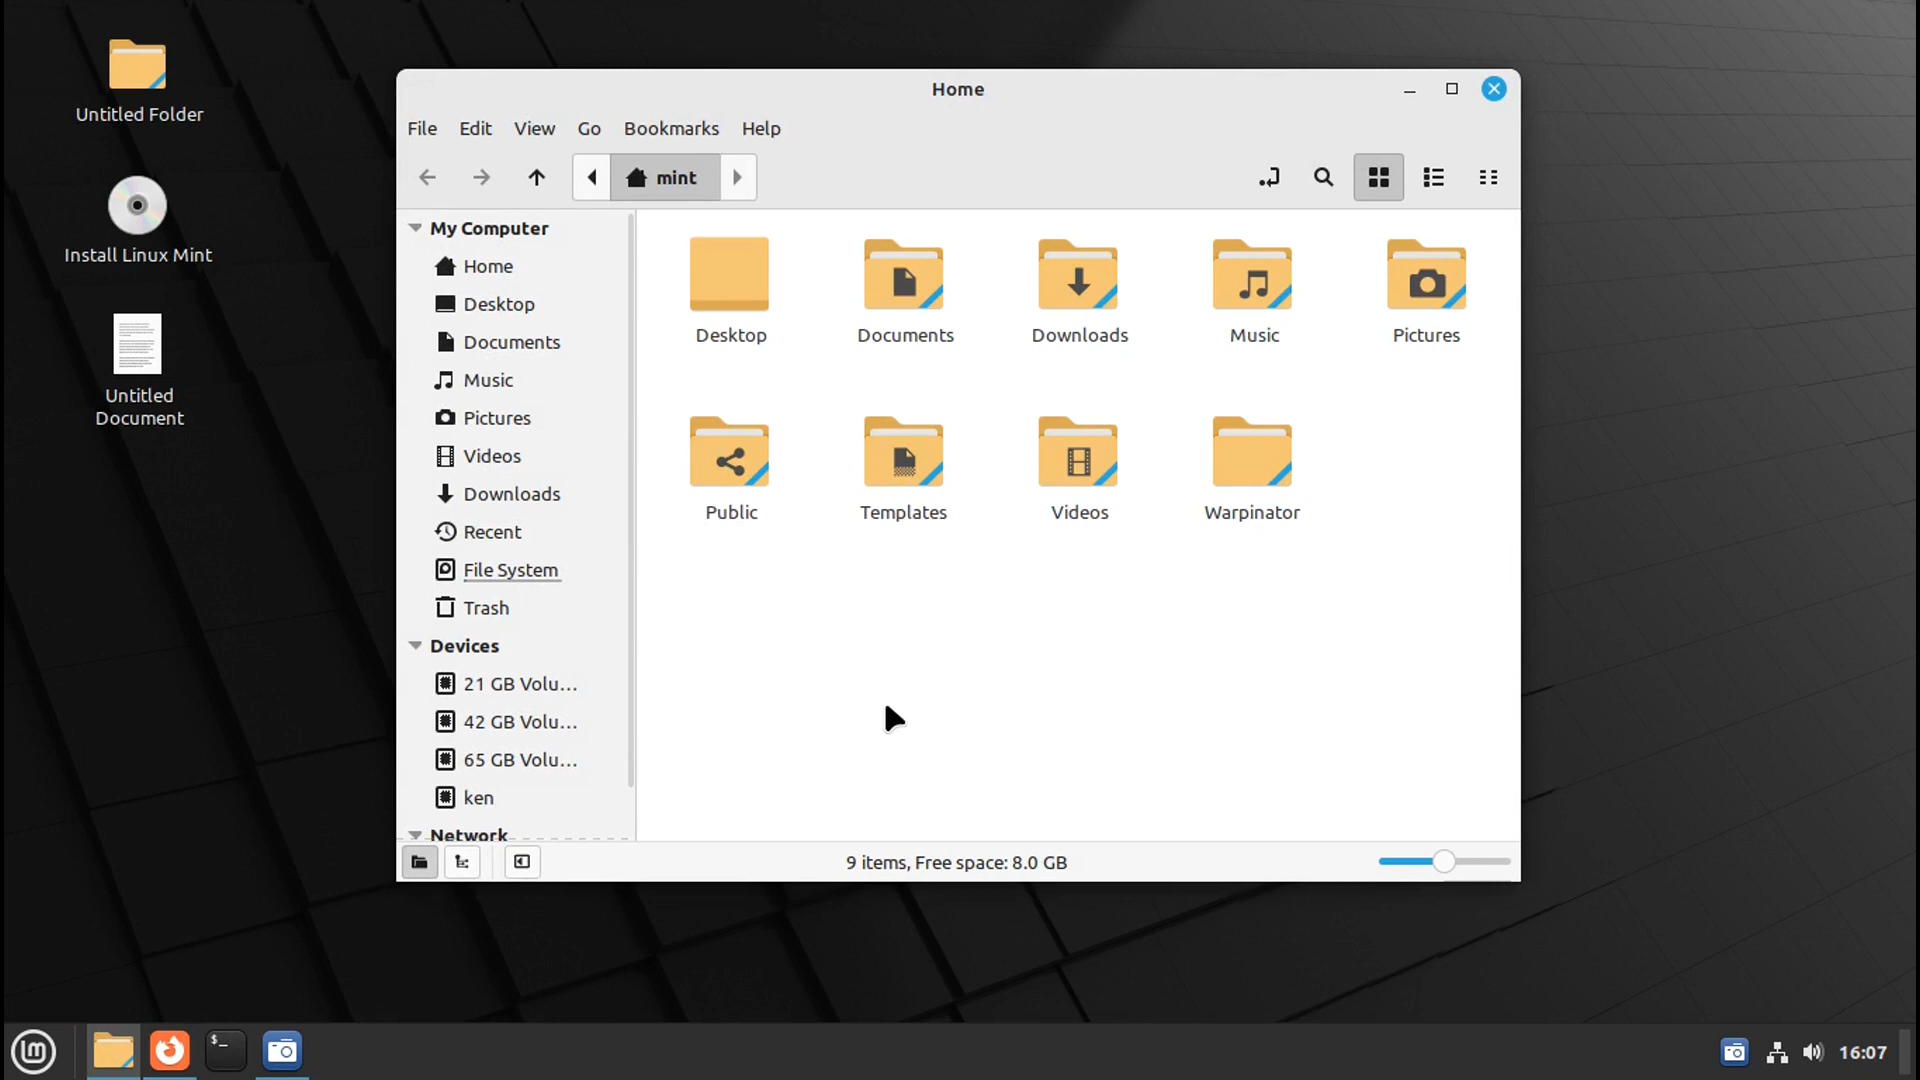 Untitled Folder
Install Linux Mint
Untitled
Document
Home
File Edit View Go Bookmarks Help
mint
My Computer
Home
Desktop
Documents
Music
Pictures
Videos
Downloads
Recent
File System
Trash
Devices
21 GB Volu...
42 GB Volu...
65 GB Volu...
ken
Network
Desktop Documents Downloads Music Pictures
Public Templates Videos Warpinator
9 items, Free space: 8.0 GB
$_
16:07